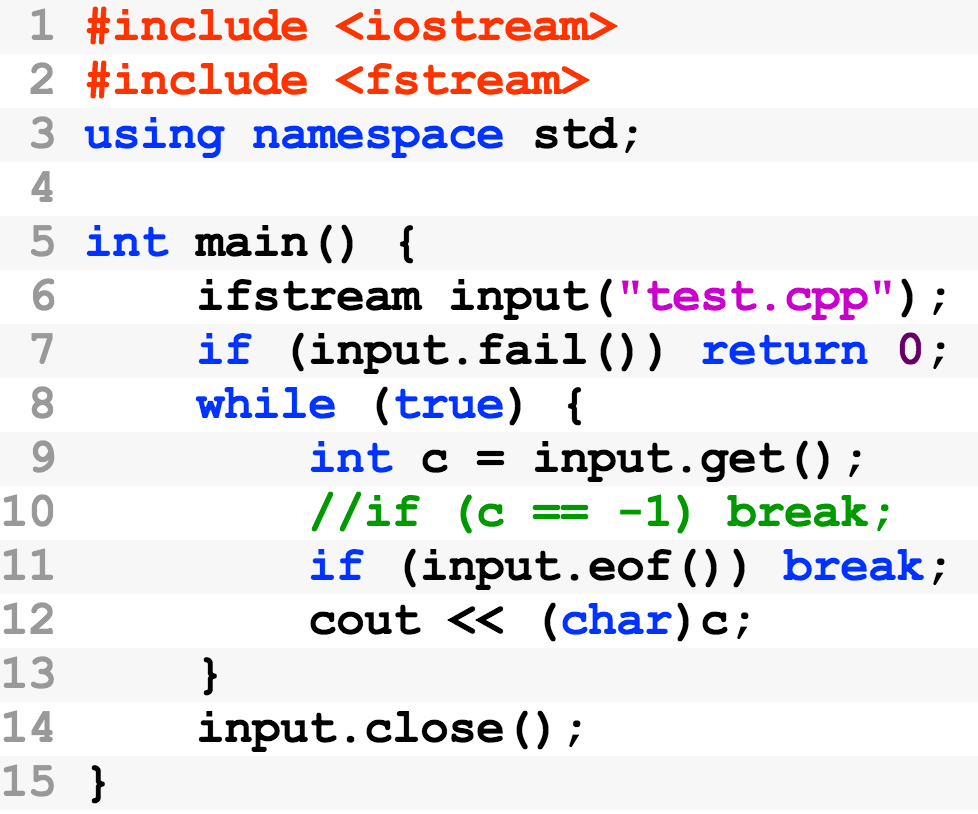 1 #include <iostream>
2 #include <fstream>
3 using namespace std;
4
5 int main() {
6     ifstream input("test.cpp");
7     if (input.fail()) return 0;
8     while (true) {
9         int c = input.get();
10         //if (c == -1) break;
11         if (input.eof()) break;
12         cout << (char)c;
13     }
14     input.close();
15 }